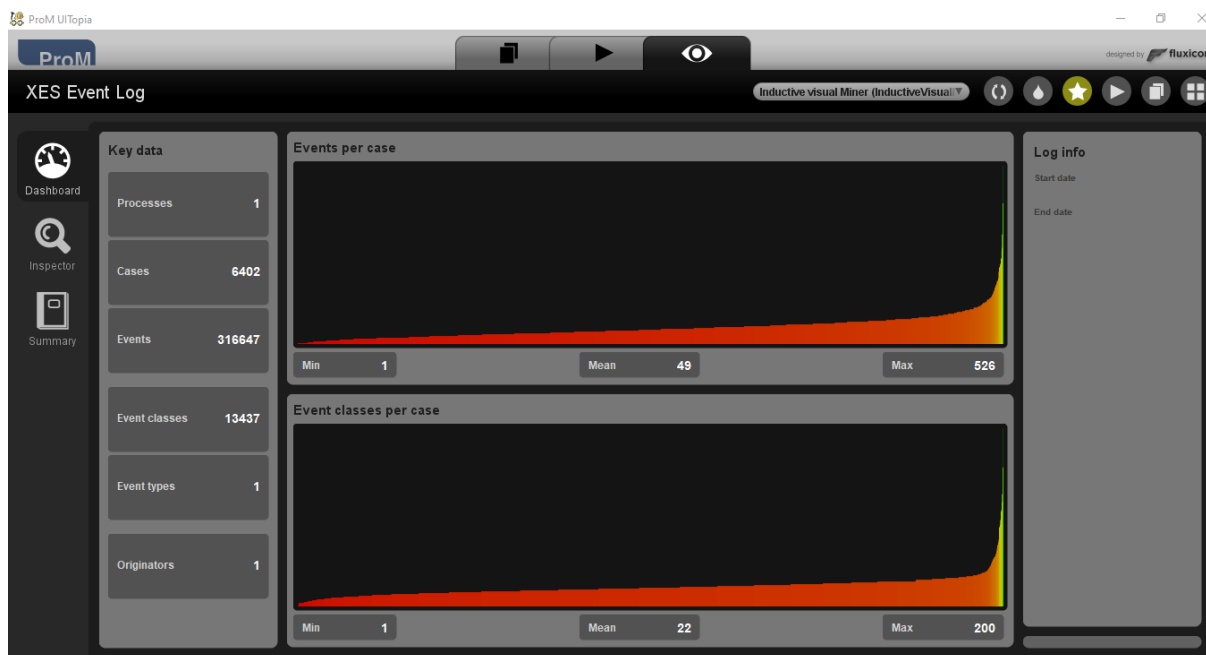 ProM UITopia
ProM
designed by fluxicon
XES Event Log
Inductive visual Miner (InductiveVisual
Dashboard
Inspector
Summary
Key data
Processes 1
Cases 6402
Events 316647
Event classes 13437
Event types 1
Originators 1
Events per case
Min 1 Mean 49 Max 526
Event classes per case
Min 1 Mean 22 Max 200
Log info
Start date
End date